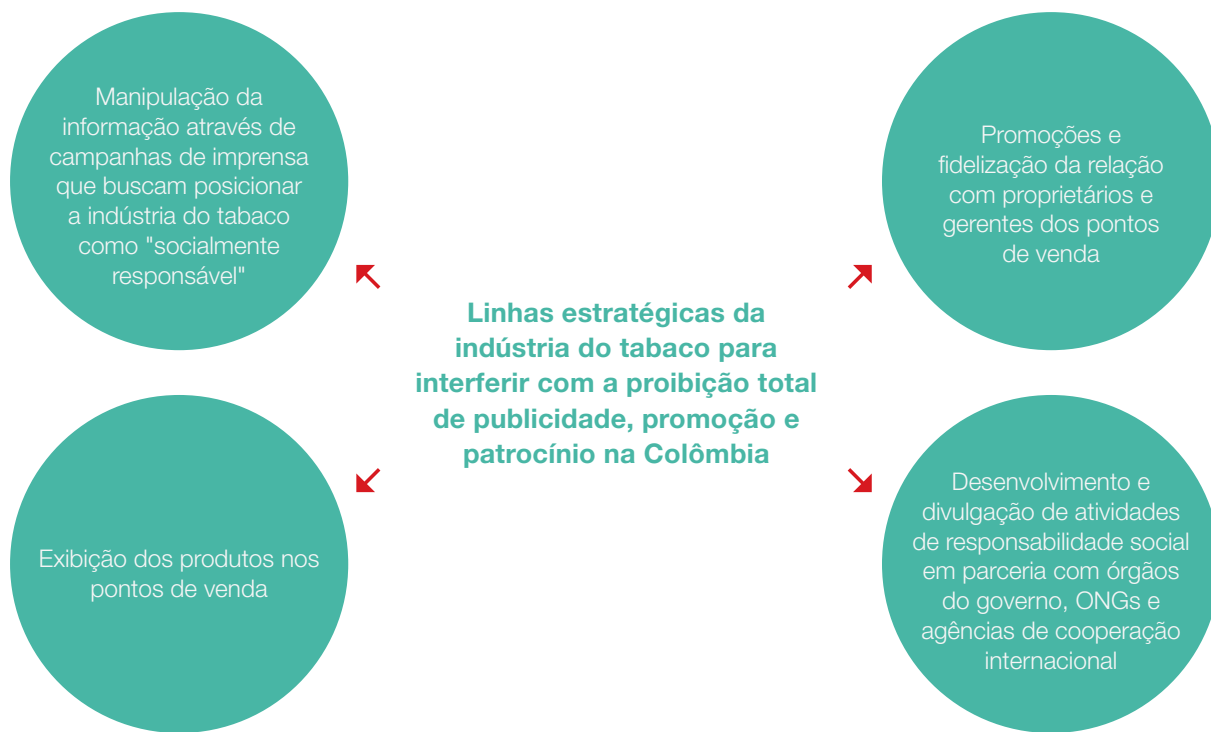 Manipulação da
informação através de
campanhas de imprensa
que buscam posicionar
a indústria do tabaco
como "socialmente
responsável"
Promoções e
fidelização da relação
com proprietários e
gerentes dos pontos
de venda
Linhas estratégicas da
indústria do tabaco para
interferir com a proibição total
de publicidade, promoção e
patrocínio na Colômbia
Exibição dos produtos nos
pontos de venda
Desenvolvimento e
divulgação de atividades
de responsabilidade social
em parceria com órgãos
do governo, ONGs e
agências de cooperação
internacional